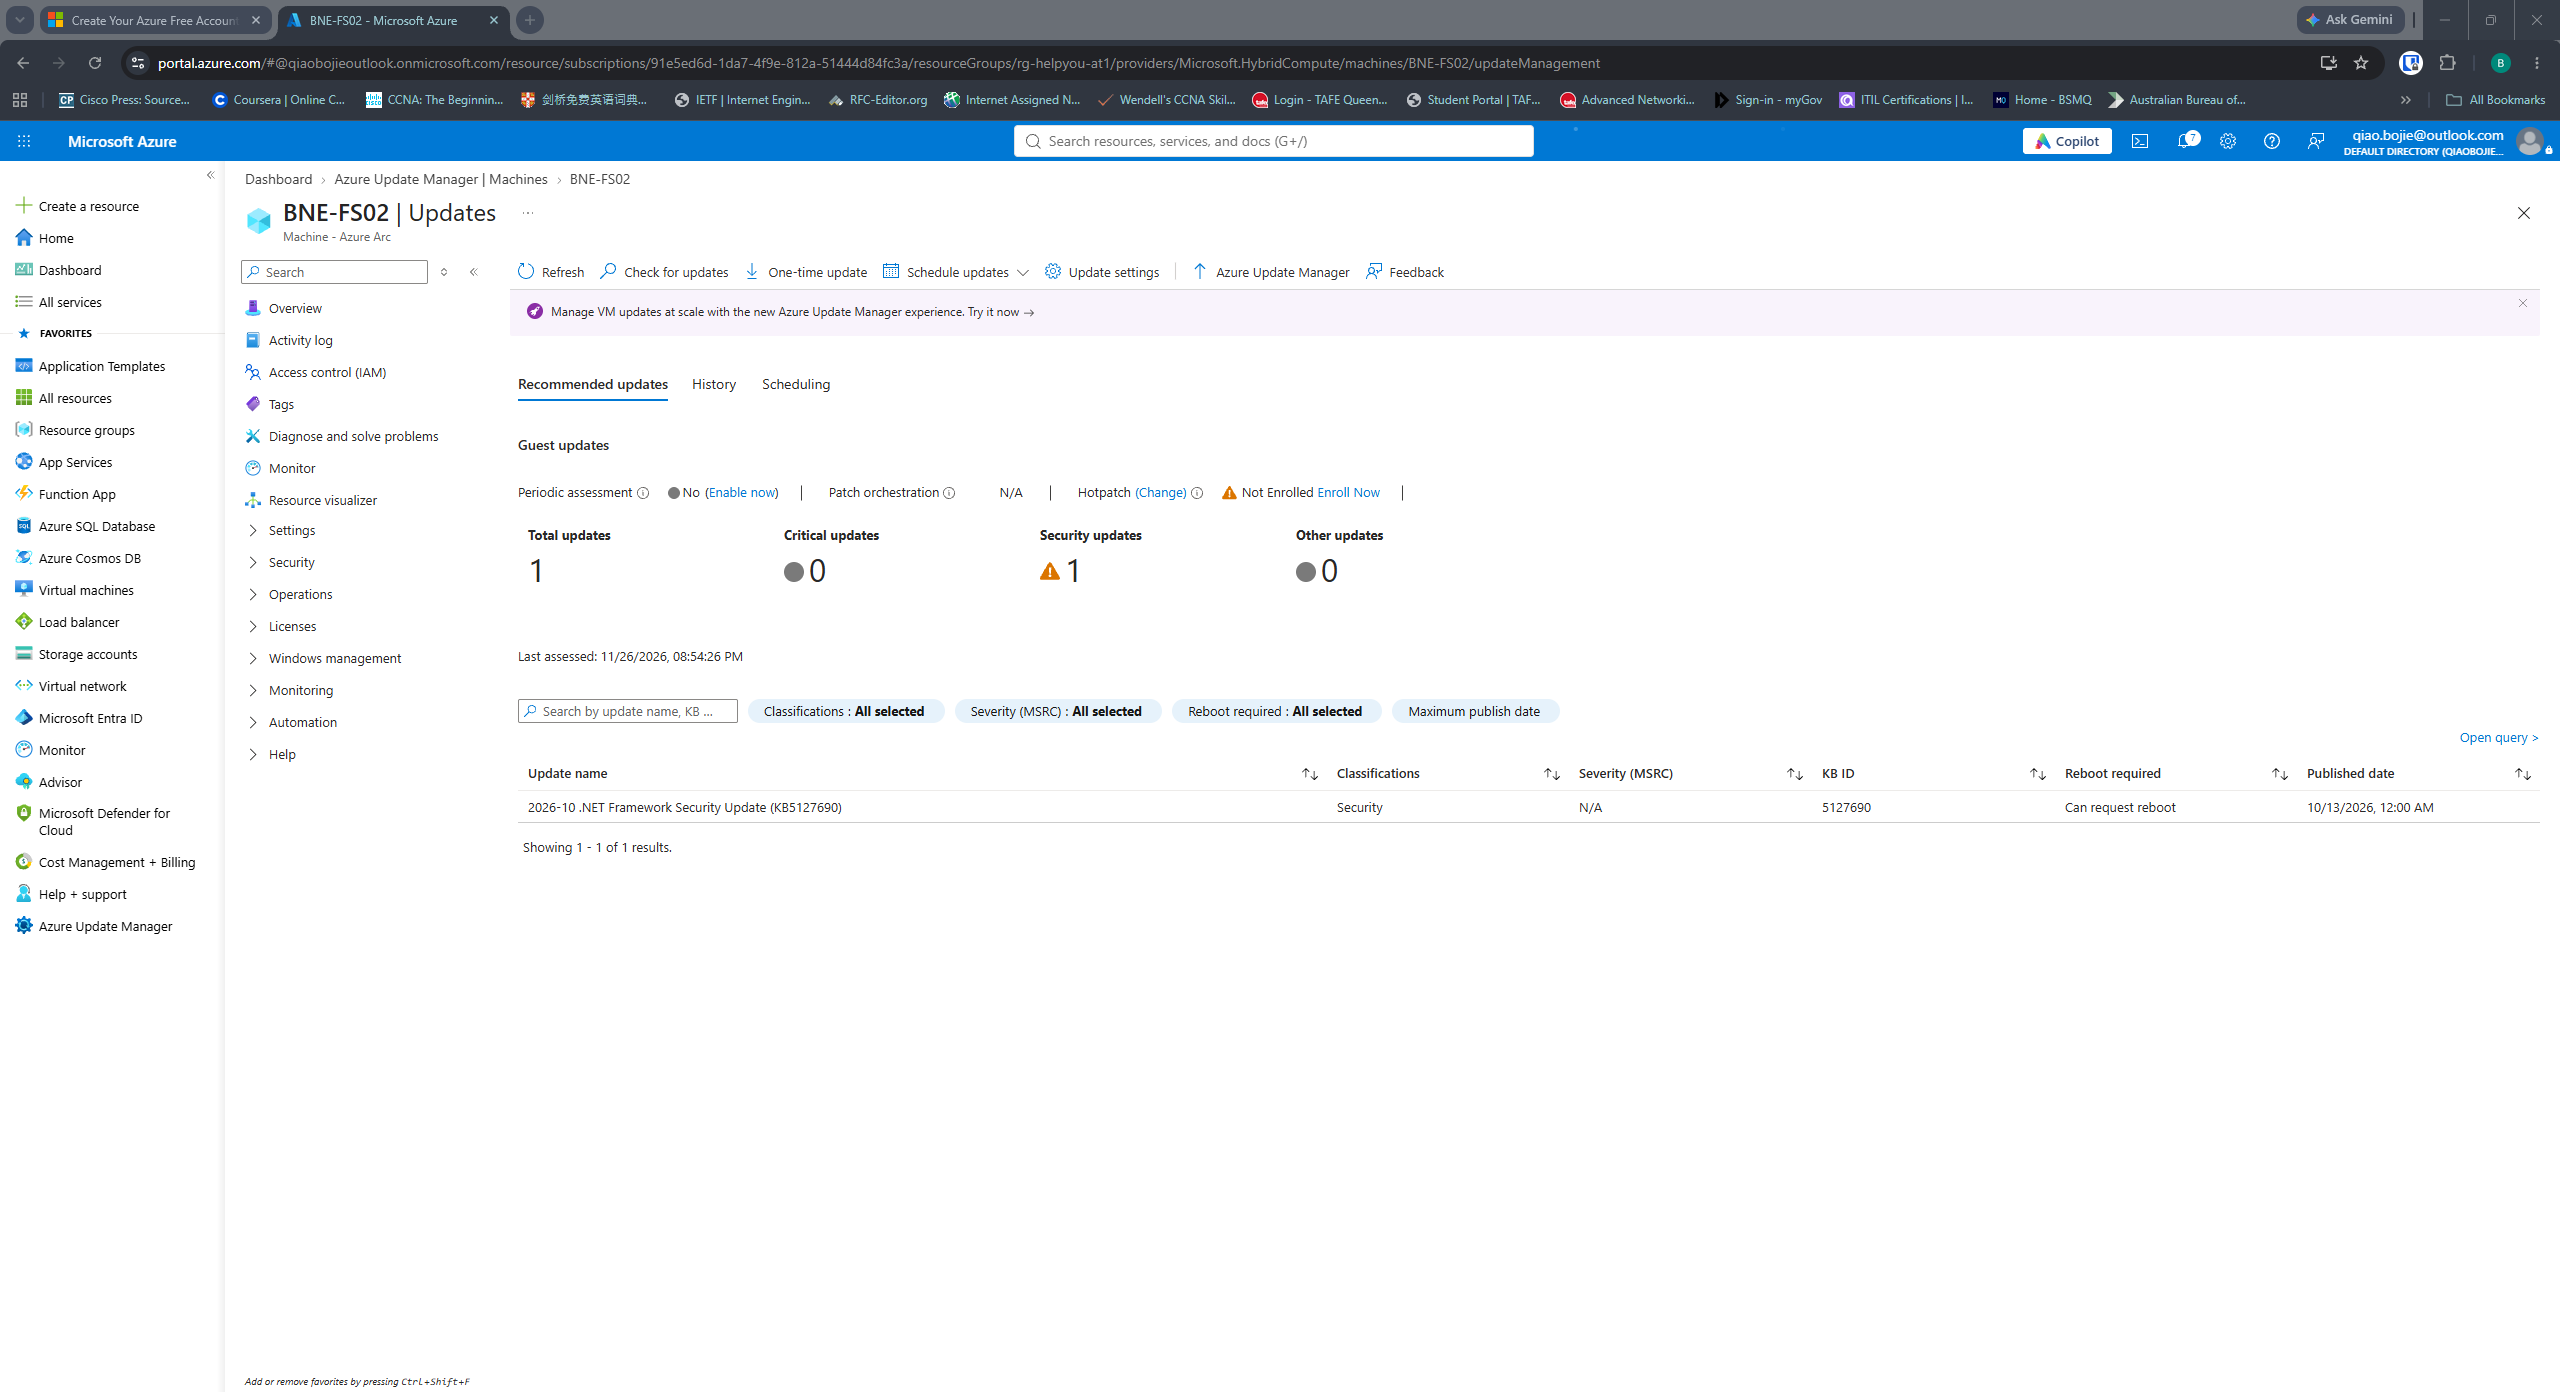 Create Your Azure Free Account
BNE-FS02 - Microsoft Azure
Ask Gemini
portal.azure.com/#@qiaobojieoutlook.onmicrosoft.com/resource/subscriptions/91e5ed6d-1da7-4f9e-812a-51444d84fc3a/resourceGroups/rg-helpyou-at1/providers/Microsoft.HybridCompute/machines/BNE-FS02/updateManagement
B
CP Cisco Press: Source...
Coursera | Online C...
CCNA: The Beginnin...
剑桥免费英语词典...
IETF | Internet Engin...
RFC-Editor.org
Internet Assigned N...
Wendell's CCNA Skil...
Login - TAFE Queen...
Student Portal | TAF...
Advanced Networki...
Sign-in - myGov
ITIL Certifications | I...
Home - BSMQ
Australian Bureau of...
All Bookmarks
Microsoft Azure
Search resources, services, and docs (G+/)
Copilot
7
qiao.bojie@outlook.com
DEFAULT DIRECTORY (QIAOBOJIE...
Create a resource
Home
Dashboard
All services
FAVORITES
Application Templates
All resources
Resource groups
App Services
Function App
Azure SQL Database
Azure Cosmos DB
Virtual machines
Load balancer
Storage accounts
Virtual network
Microsoft Entra ID
Monitor
Advisor
Microsoft Defender for
Cloud
Cost Management + Billing
Help + support
Azure Update Manager
Dashboard > Azure Update Manager | Machines > BNE-FS02
BNE-FS02 | Updates ...
Machine - Azure Arc
Search
Overview
Activity log
Access control (IAM)
Tags
Diagnose and solve problems
Monitor
Resource visualizer
Settings
Security
Operations
Licenses
Windows management
Monitoring
Automation
Help
Add or remove favorites by pressing Ctrl+Shift+F
Refresh
Check for updates
One-time update
Schedule updates
Update settings
Azure Update Manager
Feedback
Manage VM updates at scale with the new Azure Update Manager experience. Try it now →
Recommended updates
History
Scheduling
Guest updates
Periodic assessment No (Enable now) | Patch orchestration N/A | Hotpatch (Change) Not Enrolled Enroll Now |
Total updates
1
Critical updates
0
Security updates
1
Other updates
0
Last assessed: 11/26/2026, 08:54:26 PM
Search by update name, KB ...
Classifications : All selected
Severity (MSRC) : All selected
Reboot required : All selected
Maximum publish date
Open query >
Update name Classifications Severity (MSRC) KB ID Reboot required Published date
2026-10 .NET Framework Security Update (KB5127690) Security N/A 5127690 Can request reboot 10/13/2026, 12:00 AM
Showing 1 - 1 of 1 results.